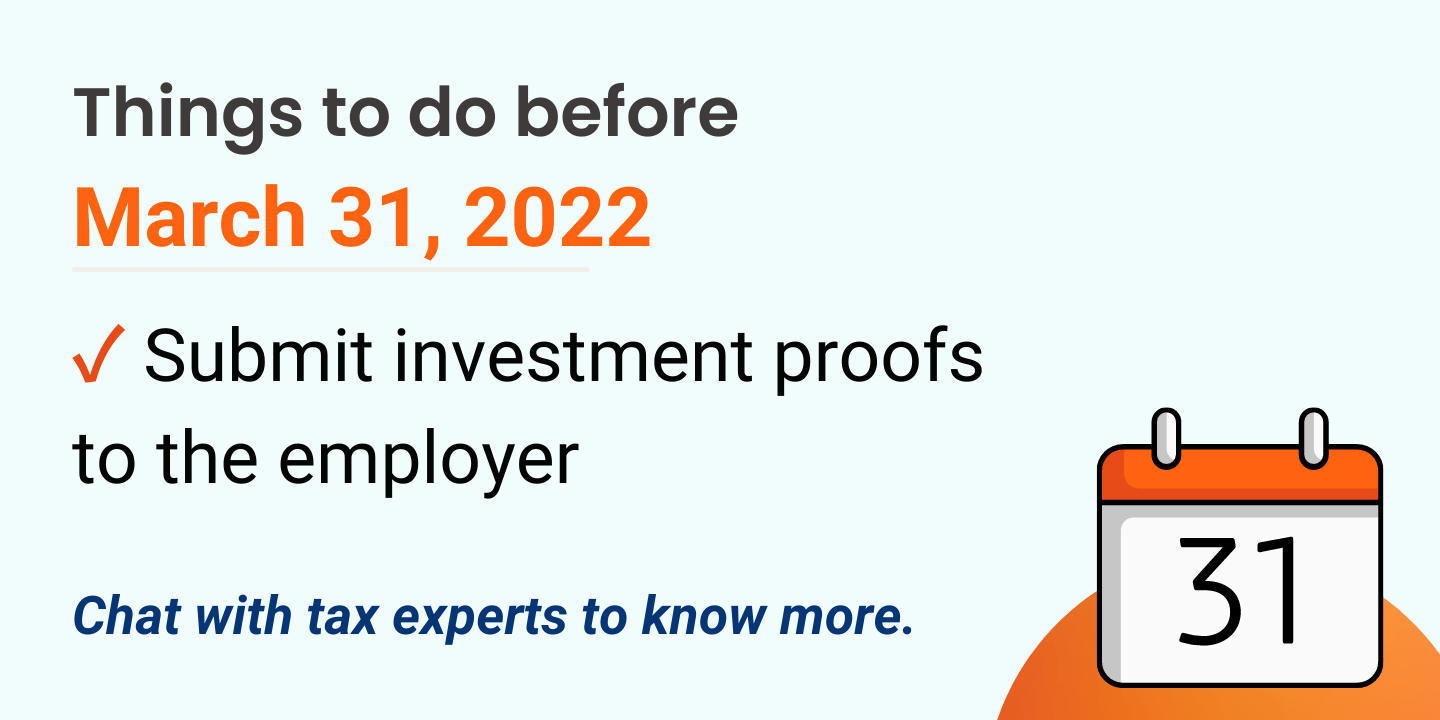 Things to do before
March 31, 2022
✓ Submit investment proofs
to the employer
Chat with tax experts to know more.
31